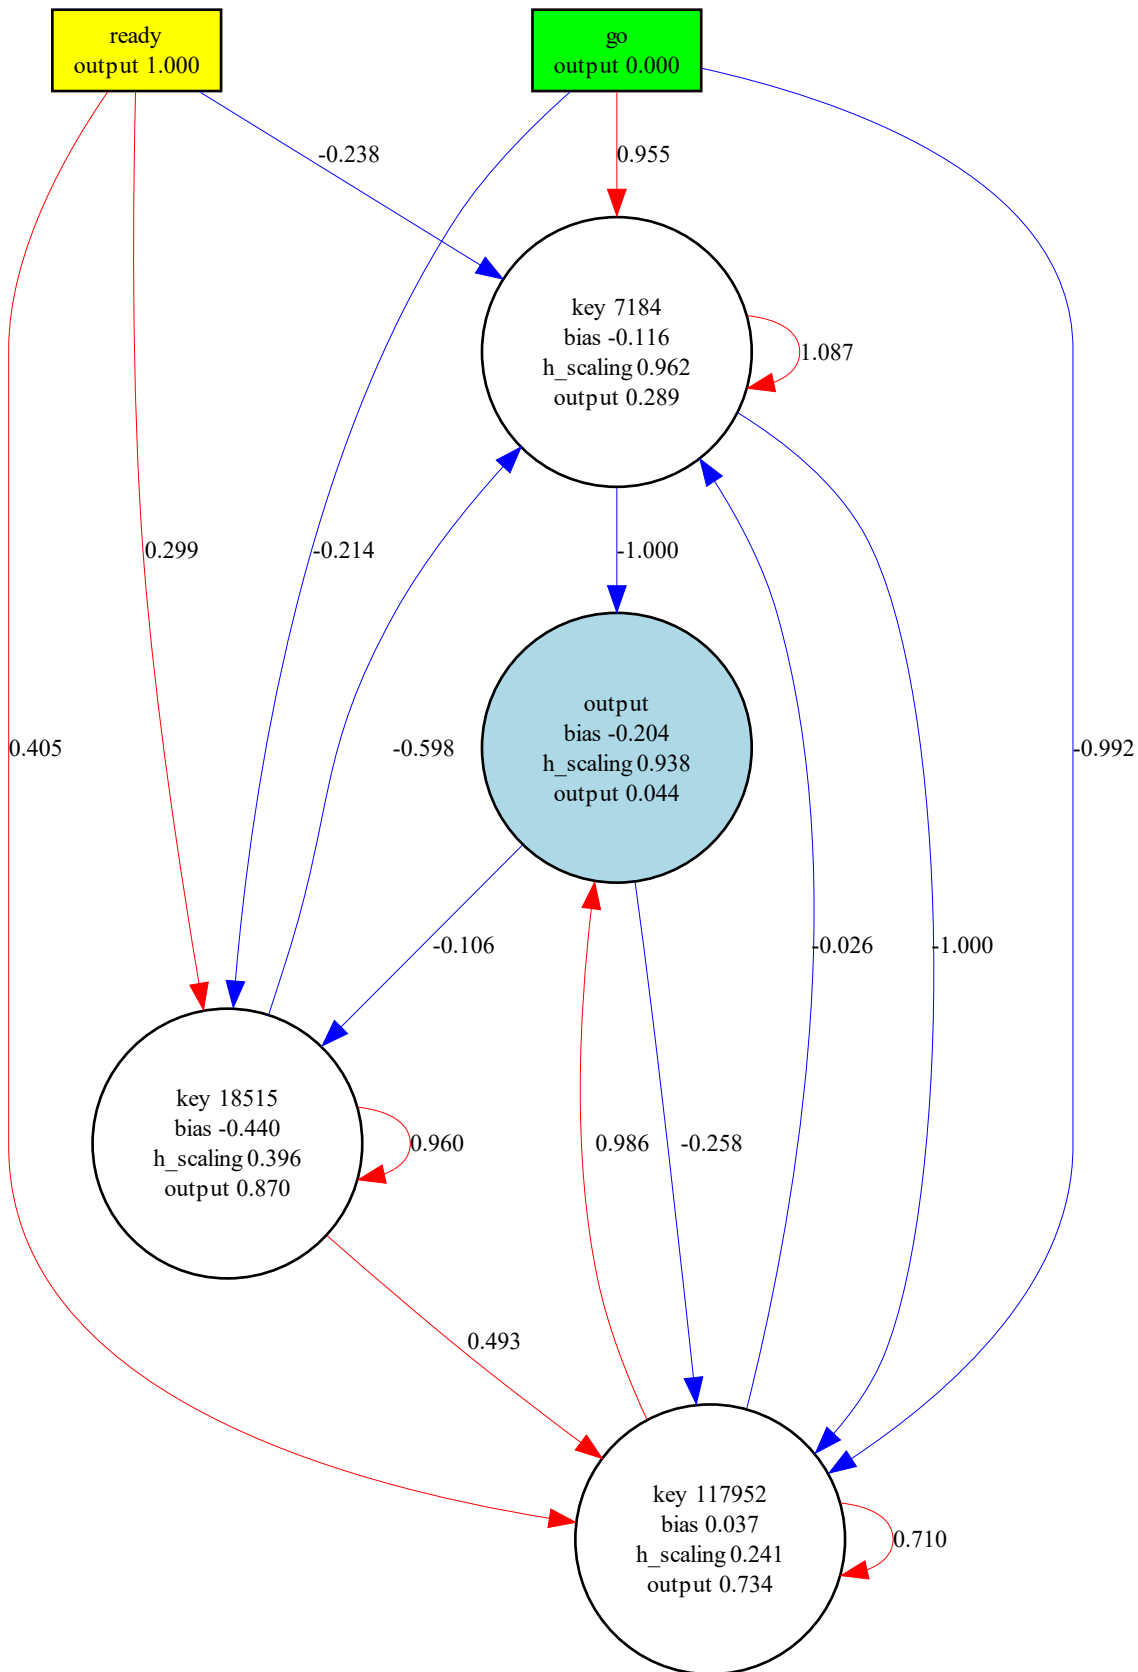 ready
output 1.000
go
output 0.000
-0.238
0.955
key 7184
bias -0.116
h_scaling 0.962
output 0.289
1.087
0.299
-0.214
-1.000
output
bias -0.204
h_scaling 0.938
output 0.044
0.405
-0.598
-0.992
-0.106
-0.026
-1.000
key 18515
bias -0.440
h_scaling 0.396
output 0.870
0.960
0.986
-0.258
0.493
key 117952
bias 0.037
h_scaling 0.241
output 0.734
0.710